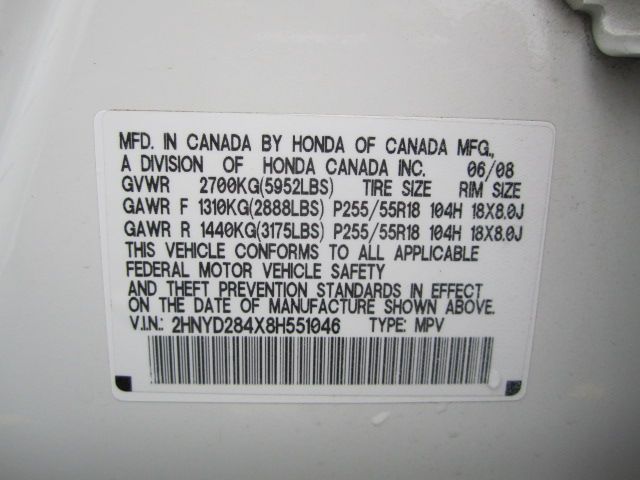 MFD. IN CANADA BY HONDA OF CANADA MFG.,
A DIVISION OF HONDA CANADA INC. 06/08
GVWR 2700KG(5952LBS) TIRE SIZE RIM SIZE
GAWR F 1310KG(2888LBS) P255/55R18 104H 18X8.0J
GAWR R 1440KG(3175LBS) P255/55R18 104H 18X8.0J
THIS VEHICLE CONFORMS TO ALL APPLICABLE
FEDERAL MOTOR VEHICLE SAFETY
AND THEFT PREVENTION STANDARDS IN EFFECT
ON THE DATE OF MANUFACTURE SHOWN ABOVE.
V.I.N.: 2HNYD284X8H551046 TYPE: MPV